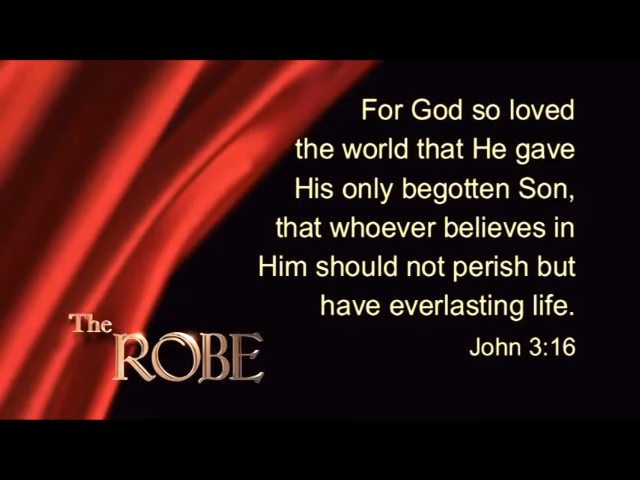 For God so loved
the world that He gave
His only begotten Son,
that whoever believes in
Him should not perish but
have everlasting life.
John 3:16
The
ROBE